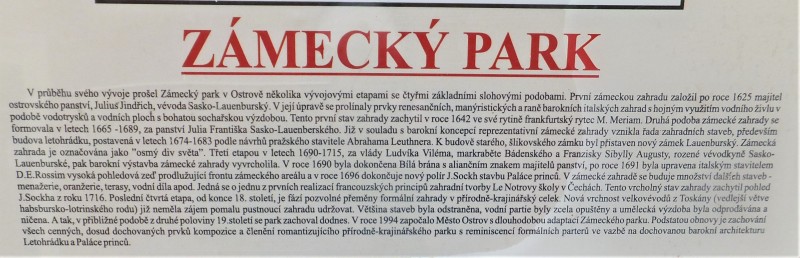 ZÁMECKÝ PARK
V průběhu svého vývoje prošel Zámecký park v Ostrově několika vývojovými etapami se čtyřmi základními slohovými podobami. První zámeckou zahradu založil po roce 1625 majitel
ostrovského panství, Julius Jindřich, vévoda Sasko-Lauenburský. V její úpravě se prolínaly prvky renesančních, manýristických a raně barokních italských zahrad s hojným využitím vodního živlu v
podobě vodotrysků a vodních ploch s bohatou sochařskou výzdobou. Tento první stav zahrady zachytil v roce 1642 ve své rytině frankfurtský rytec M. Meriam. Druhá podoba zámecké zahrady se
formovala v letech 1665 -1689, za panství Julia Františka Sasko-Lauenberského. Již v souladu s barokní koncepcí reprezentativní zámecké zahrady vznikla řada zahradních staveb, především
budova letohrádku, postavená v letech 1674-1683 podle návrhu pražského stavitele Abrahama Leuthnera. K budově starého, šlikovského zámku byl přistaven nový zámek Lauenburský. Zámecká
zahrada je označována jako "osmý div světa". Třetí etapou v letech 1690-1715, za vlády Ludvíka Viléma, markraběte Bádenského a Franzisky Sibylly Augusty, rozené vévodkyně Sasko-
Lauenburské, pak barokní výstavba zámecké zahrady vyvrcholila. V roce 1690 byla dokončena Bílá brána s aliančním znakem majitelů panství, po roce 1691 byla upravena italským stavitelem
D.E.Rossim vysoká pohledová zeď prodlužující frontu zámeckého areálu a v roce 1696 dokončuje nový polír J.Sockh stavbu Paláce princů. V zámecké zahradě se buduje množství dalších staveb -
menažerie, oranžerie, terasy, vodní díla apod. Jedná se o jednu z prvních realizací francouzských principů zahradní tvorby Le Notrovy školy v Čechách. Tento vrcholný stav zahrady zachytil pohled
J.Sockha z roku 1716. Poslední čtvrtá etapa, od konce 18. století, je fází pozvolné přeměny formální zahrady v přírodně-krajinářský celek. Nová vrchnost velkovévodů z Toskány (vedlejší větve
habsbursko-lotrinského rodu) již neměla zájem pomalu pustnoucí zahradu udržovat. Většina staveb byla odstraněna, vodní partie byly zcela opuštěny a umělecká výzdoba byla odprodávána a
ničena. A tak, v přibližné podobě z druhé poloviny 19.století se park zachoval dodnes. V roce 1994 započalo Město Ostrov s dlouhodobou adaptací Zámeckého parku. Podstatou obnovy je zachování
všech cenných, dosud dochovaných prvků kompozice a členění romantizujícího přírodně-krajinářského parku s reminiscencí formálních parterů ve vazbě na dochovanou barokní architekturu
Letohrádku a Paláce princů.